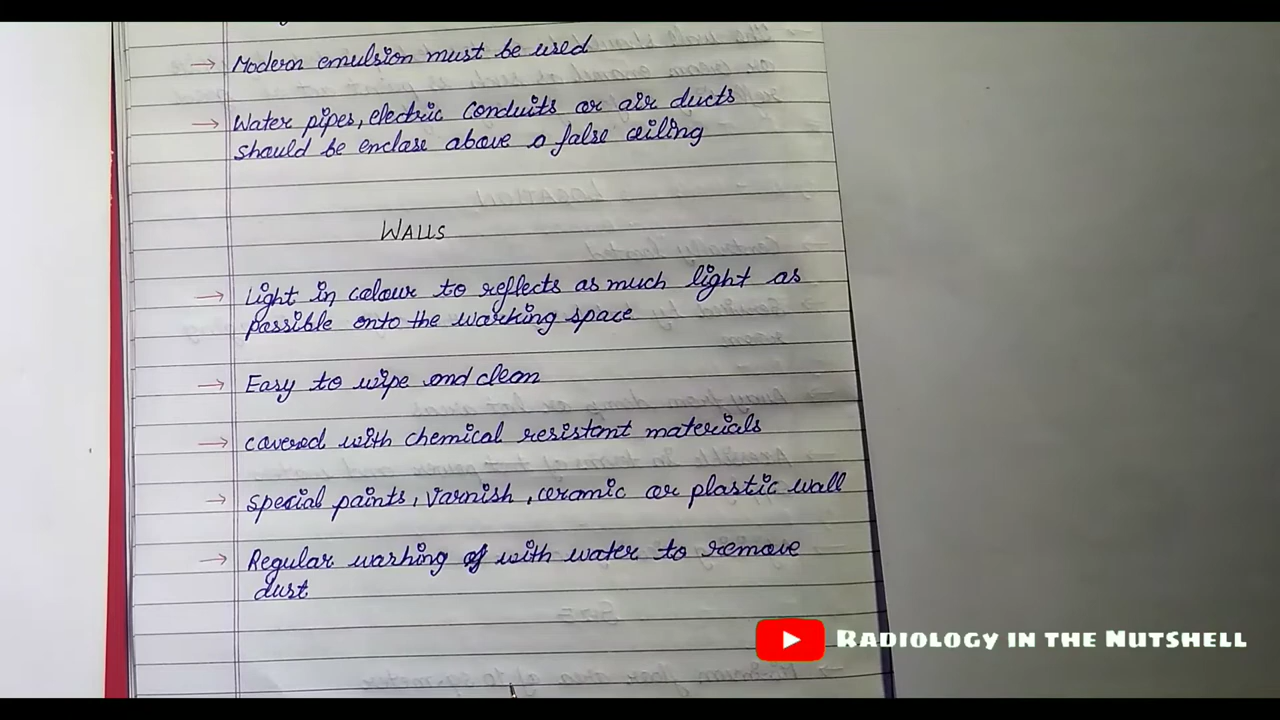 → Modern emulsion must be used
→ Water pipes, electric conduits or air ducts
should be enclose above a false ceiling
WALLS
→ Light in colour to reflects as much light as
possible onto the working space
→ Easy to wipe and clean
→ covered with chemical resistant materials
→ special paints, varnish, ceramic or plastic wall
→ Regular washing of with water to remove
dust
RADIOLOGY IN THE NUTSHELL